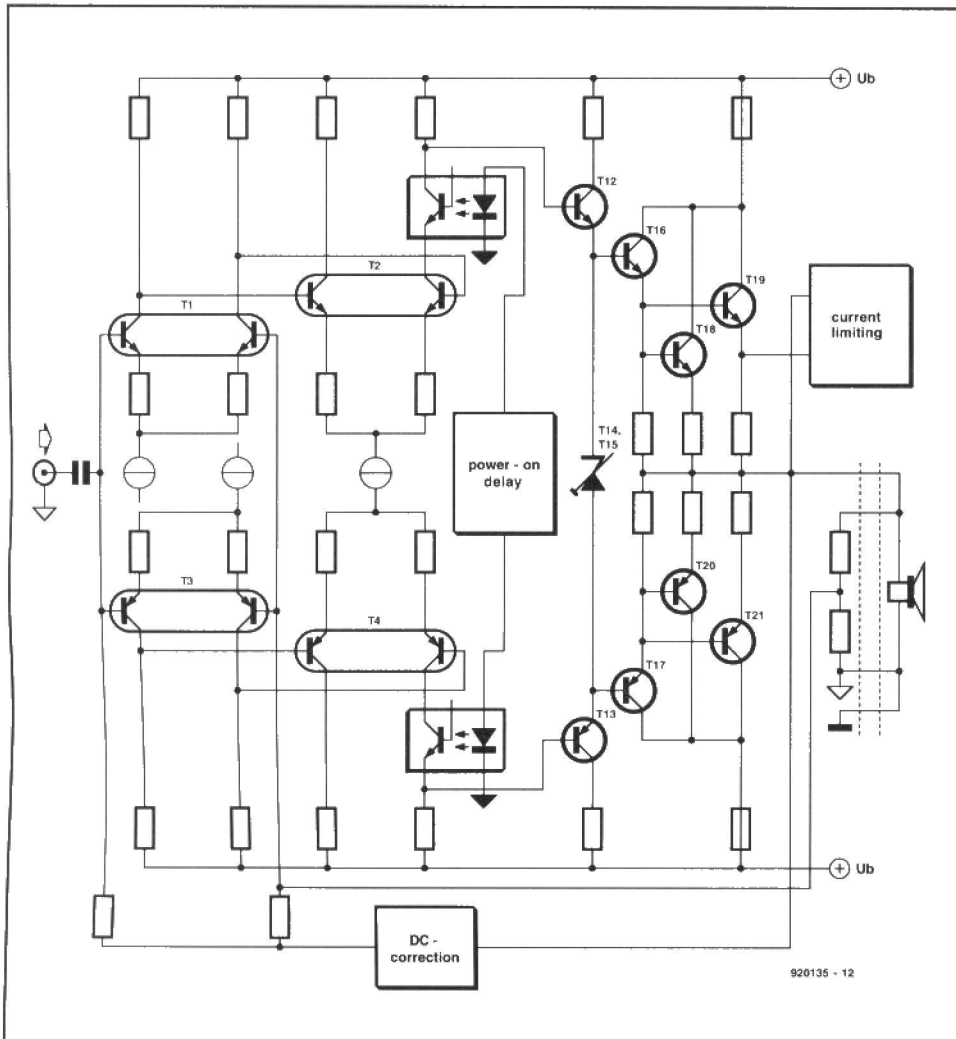 + Ub
T12
T16
T2
T19
T1
current
limiting
T18
T14,
T15
power - on
delay
T3
T20
T4
T21
T17
T13
+ Ub
DC -
correction
920135 - 12